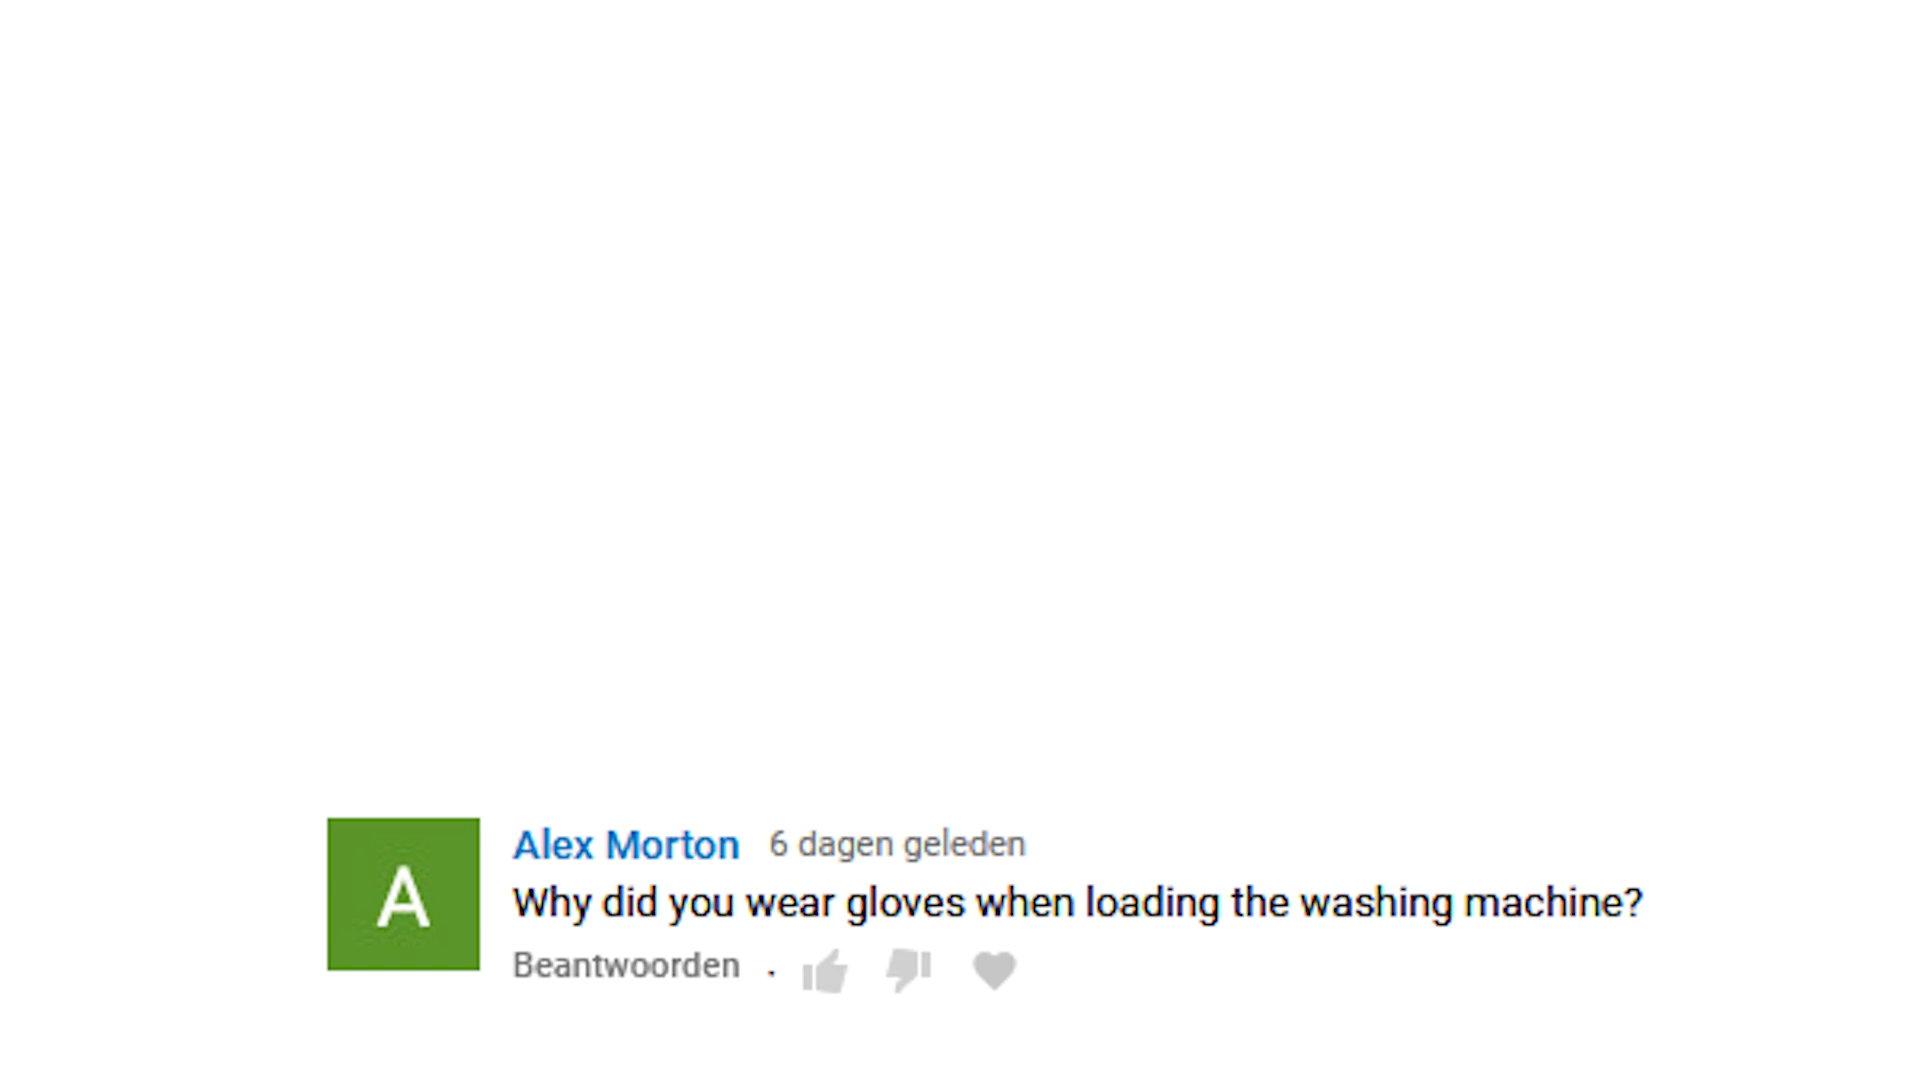 A
Alex Morton 6 dagen geleden
Why did you wear gloves when loading the washing machine?
Beantwoorden .